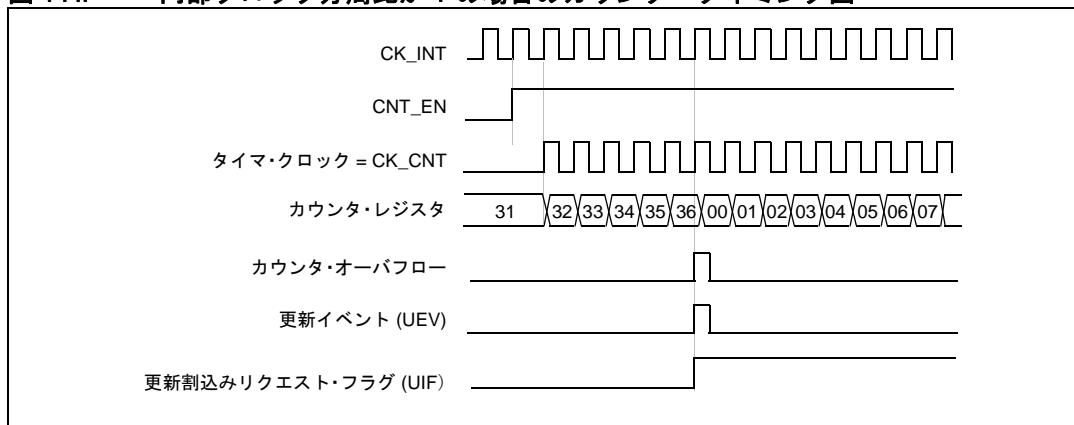 CK_INT
CNT_EN
タイマ・クロック = CK_CNT
カウンタ・レジスタ 31 32 33 34 35 36 00 01 02 03 04 05 06 07
カウンタ・オーバフロー
更新イベント (UEV)
更新割込みリクエスト・フラグ (UIF)